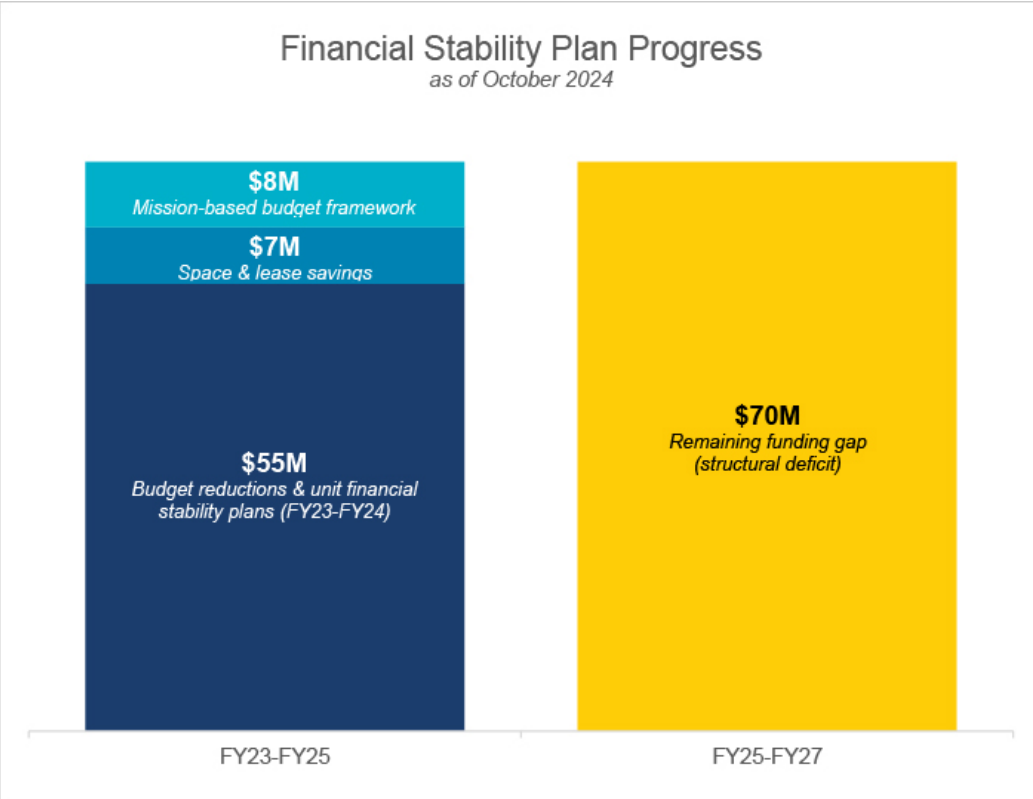 Financial Stability Plan Progress
as of October 2024
$8M
Mission-based budget framework
$7M
Space & lease savings
$55M
Budget reductions & unit financial
stability plans (FY23-FY24)
$70M
Remaining funding gap
(structural deficit)
FY23-FY25
FY25-FY27